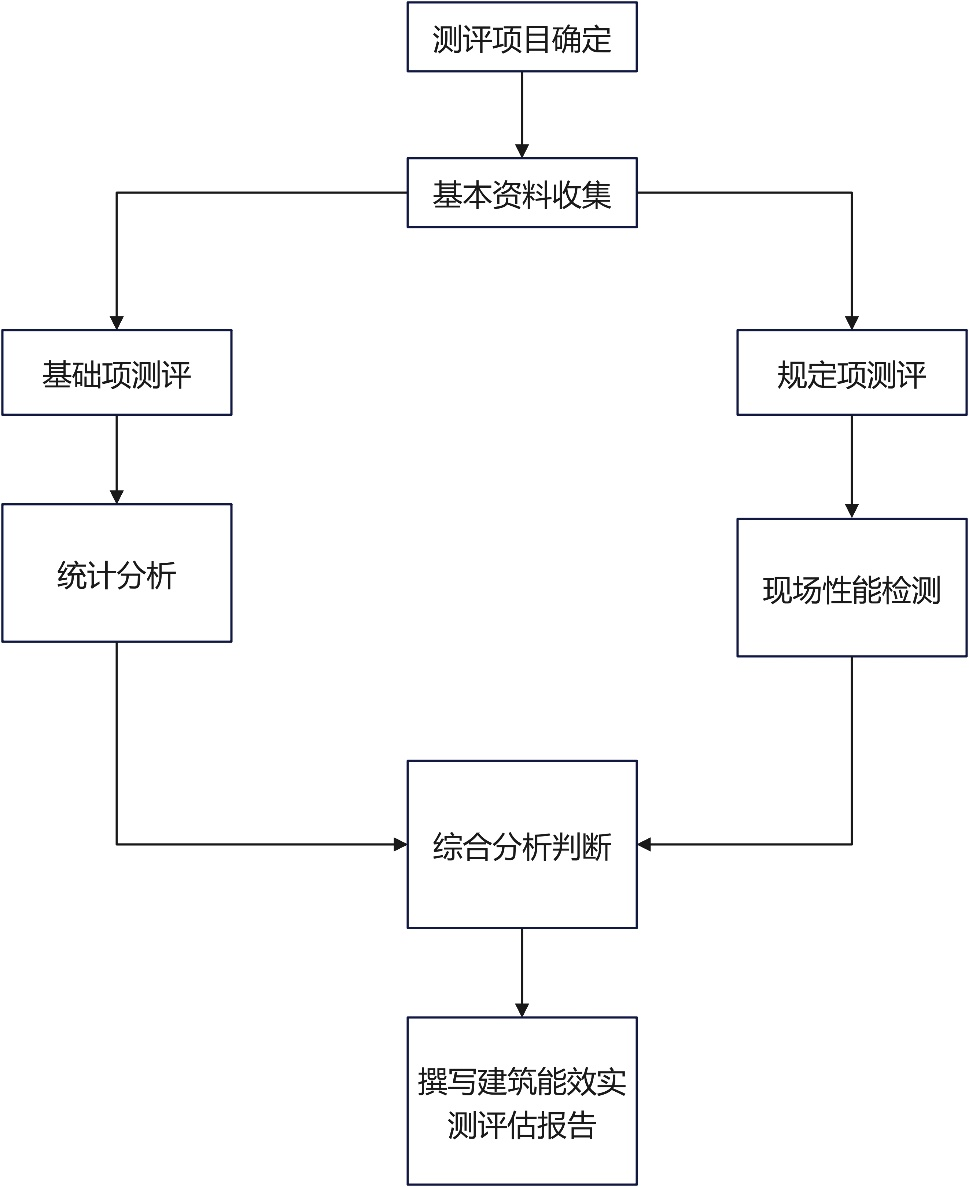 测评项目确定
基本资料收集
基础项测评
规定项测评
统计分析
现场性能检测
综合分析判断
撰写建筑能效实
测评估报告